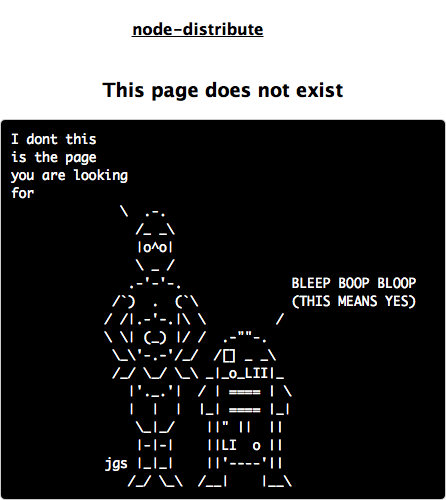 node-distribute
This page does not exist
I dont this
is the page
you are looking
for
BLEEP BOOP BLOOP
(THIS MEANS YES)
jgs